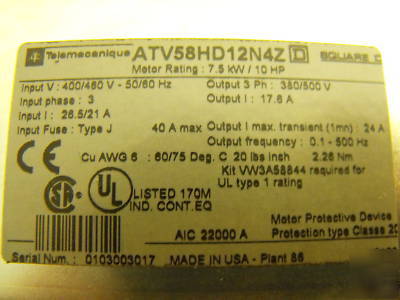 Telemecanique ATV58HD12N4Z D SQUARE D
Motor Rating : 7.5 kW / 10 HP
Input V : 400/460 V - 50/60 Hz Output 3 Ph : 380/500 V
Input phase : 3 Output I : 17.6 A
Input I : 26.5/21 A
Input Fuse : Type J 40 A max Output I max. transient (1mn) : 24 A
Output frequency : 0.1 - 500 Hz
CE Cu AWG 6 : 60/75 Deg. C 20 lbs inch 2.26 Nm
Kit VW3A58844 required for
UL type 1 rating
UL LISTED 170M
IND. CONT.EQ
Motor Protective Device
AIC 22000 A Protection type Classe 20
Serial Num. : 0103003017 MADE IN USA - Plant 86